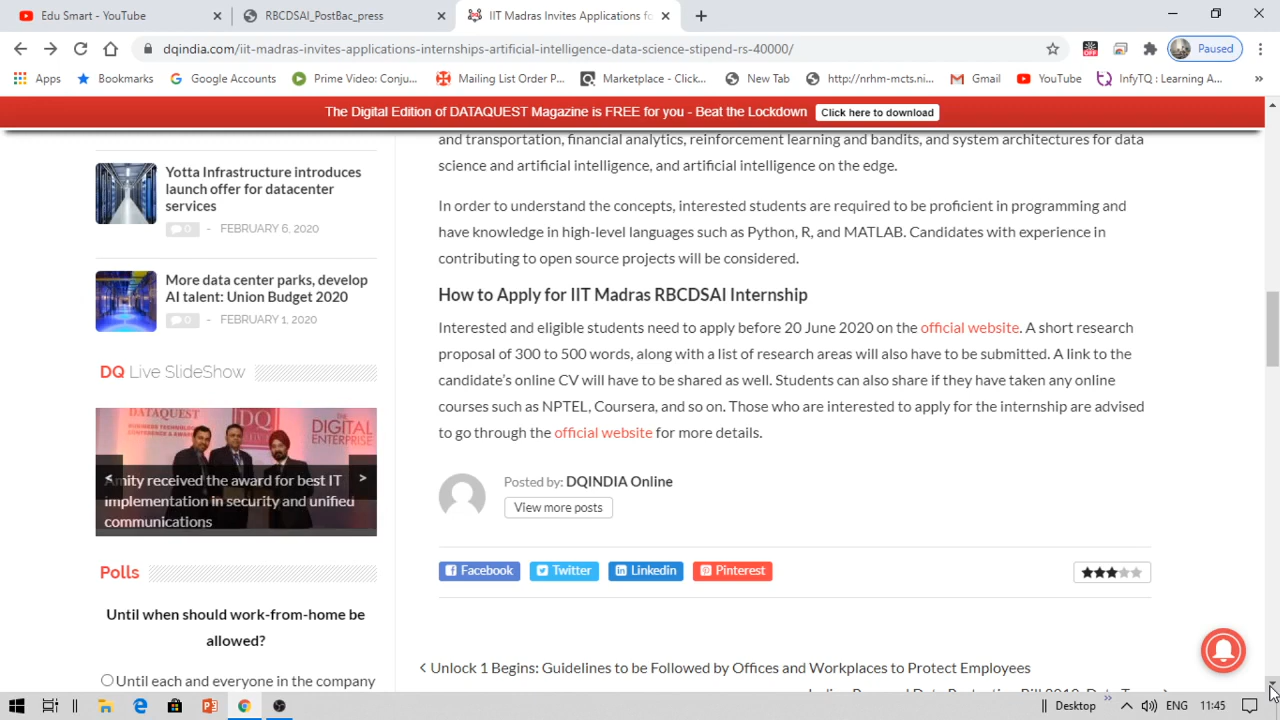 Edu Smart - YouTube
RBCDSAI_PostBac_press
IIT Madras Invites Applications fo
dqindia.com/iit-madras-invites-applications-internships-artificial-intelligence-data-science-stipend-rs-40000/
OFF
Paused
Apps
Bookmarks
Google Accounts
Prime Video: Conju...
Mailing List Order P...
Marketplace - Click...
New Tab
http://nrhm-mcts.ni...
Gmail
YouTube
InfyTQ : Learning A...
»
The Digital Edition of DATAQUEST Magazine is FREE for you - Beat the Lockdown
Click here to download
Yotta Infrastructure introduces
launch offer for datacenter
services
0 - FEBRUARY 6, 2020
More data center parks, develop
AI talent: Union Budget 2020
0 - FEBRUARY 1, 2020
DQ Live SlideShow
DATAQUEST
BUSINESS TECHNOLOGY
CONFERENCE & AWARD
DQ
THE
DIGITAL
ENTERPRISE
< >
Amity received the award for best IT
implementation in security and unified
communications
Polls
Until when should work-from-home be
allowed?
Until each and everyone in the company
and transportation, financial analytics, reinforcement learning and bandits, and system architectures for data
science and artificial intelligence, and artificial intelligence on the edge.
In order to understand the concepts, interested students are required to be proficient in programming and
have knowledge in high-level languages such as Python, R, and MATLAB. Candidates with experience in
contributing to open source projects will be considered.
How to Apply for IIT Madras RBCDSAI Internship
Interested and eligible students need to apply before 20 June 2020 on the official website. A short research
proposal of 300 to 500 words, along with a list of research areas will also have to be submitted. A link to the
candidate's online CV will have to be shared as well. Students can also share if they have taken any online
courses such as NPTEL, Coursera, and so on. Those who are interested to apply for the internship are advised
to go through the official website for more details.
Posted by: DQINDIA Online
View more posts
Facebook
Twitter
Linkedin
Pinterest
< Unlock 1 Begins: Guidelines to be Followed by Offices and Workplaces to Protect Employees
Desktop
»
ENG
11:45